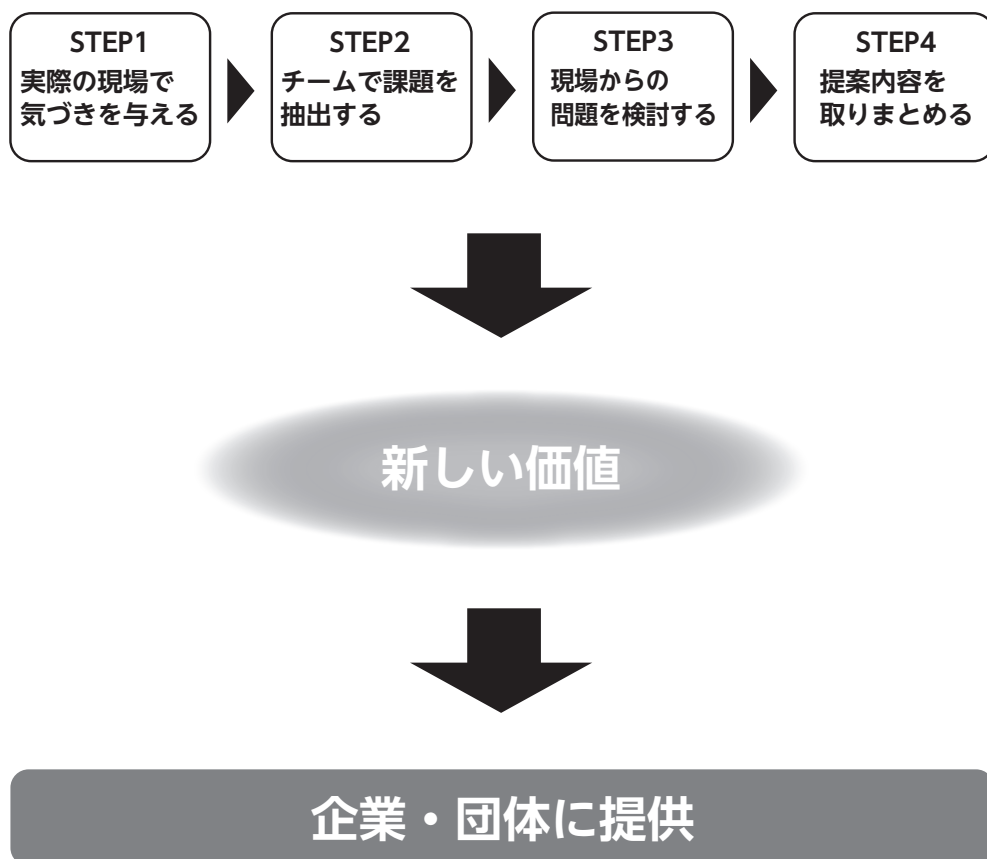 STEP1
実際の現場で
気づきを与える
STEP2
チームで課題を
抽出する
STEP3
現場からの
問題を検討する
STEP4
提案内容を
取りまとめる
新しい価値
企業・団体に提供